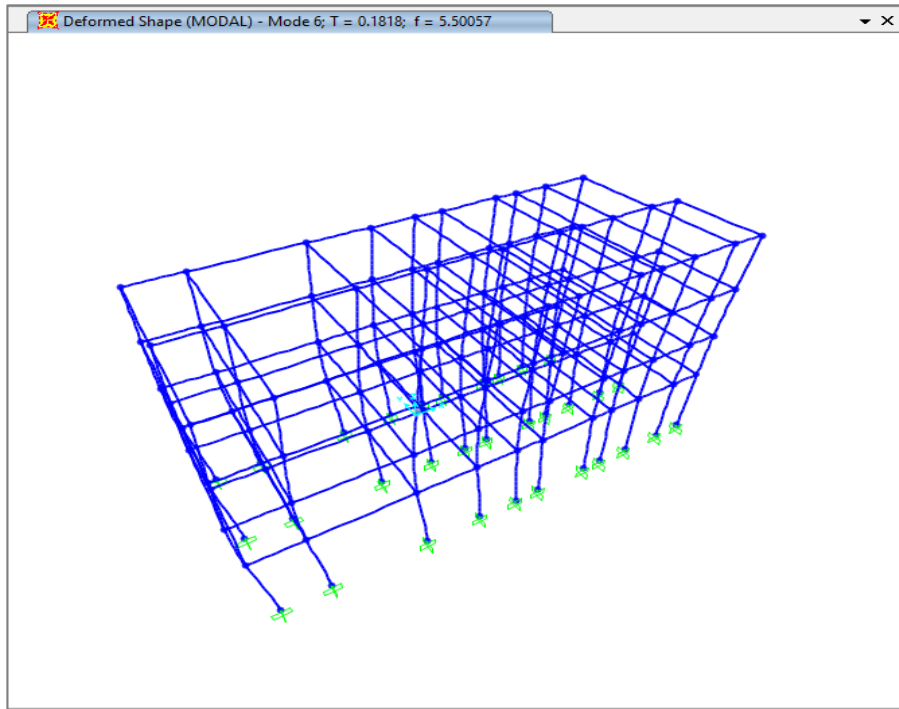 Deformed Shape (MODAL) - Mode 6; T = 0.1818; f = 5.50057